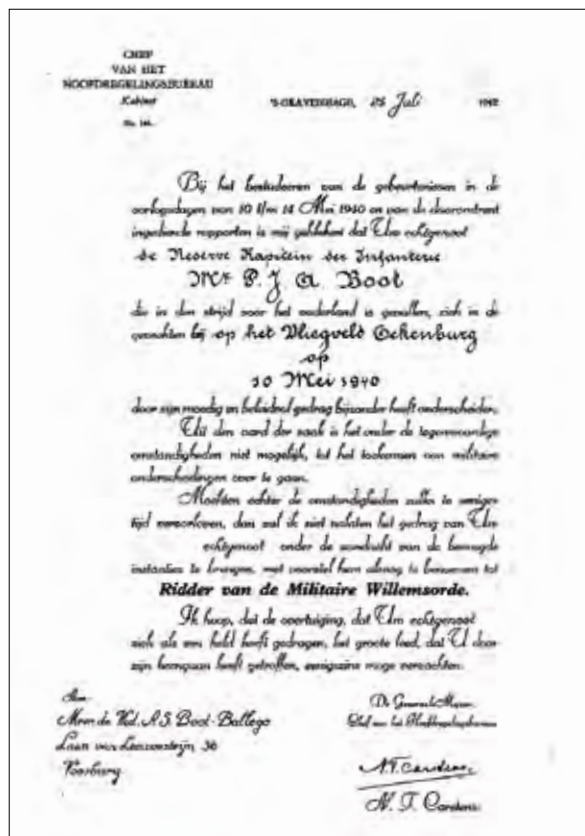 CHEF
VAN HET
HOOFDREGELINGSBUREAU
Kabinet
No.
'S-GRAVENHAGE, 25 Juli 1942
Bij het bestudeeren van de gebeurtenissen in de
oorlogsdagen van 10 t/m 14 Mei 1940 en van de daaromtrent
ingediende rapporten is mij gebleken dat Uw echtgenoot
de Reserve Kapitein der Infanterie
Mr P. J. A. Boot
die in den strijd voor het vaderland is gevallen, zich in de
gevechten bij op het Vliegveld Ockenburg
op
10 Mei 1940
door zijn moedig en beleidvol gedrag bijzonder heeft onderscheiden.
Uit den aard der zaak is het onder de tegenwoordige
omstandigheden niet mogelijk, tot het toekennen van militaire
onderscheidingen over te gaan.
Mochten echter de omstandigheden zulks te eeniger
tijd veroorloven, dan zal ik niet nalaten het gedrag van Uw
echtgenoot onder de aandacht van de bevoegde
instanties te brengen, met voorstel hem alsnog te benoemen tot
Ridder van de Militaire Willemsorde.
Ik hoop, dat de overtuiging, dat Uw echtgenoot
zich als een held heeft gedragen, het groote leed, dat U door
zijn heengaan heeft getroffen, eenigszins moge verzachten.
Aan
Mevr. de Wed. A.S. Boot-Ballego
Laan van Leeuwesteijn 36
Voorburg
De Generaal-Majoor
Chef van het Hoofdregelingsbureau
N.T. Carstens
N. T. Carstens